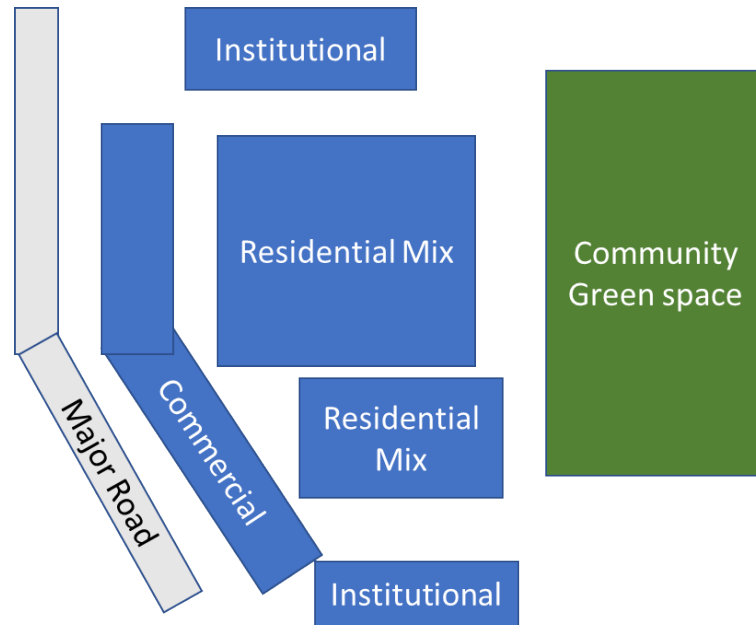 Institutional
Residential Mix
Community
Green space
Commercial
Major Road
Residential
Mix
Institutional